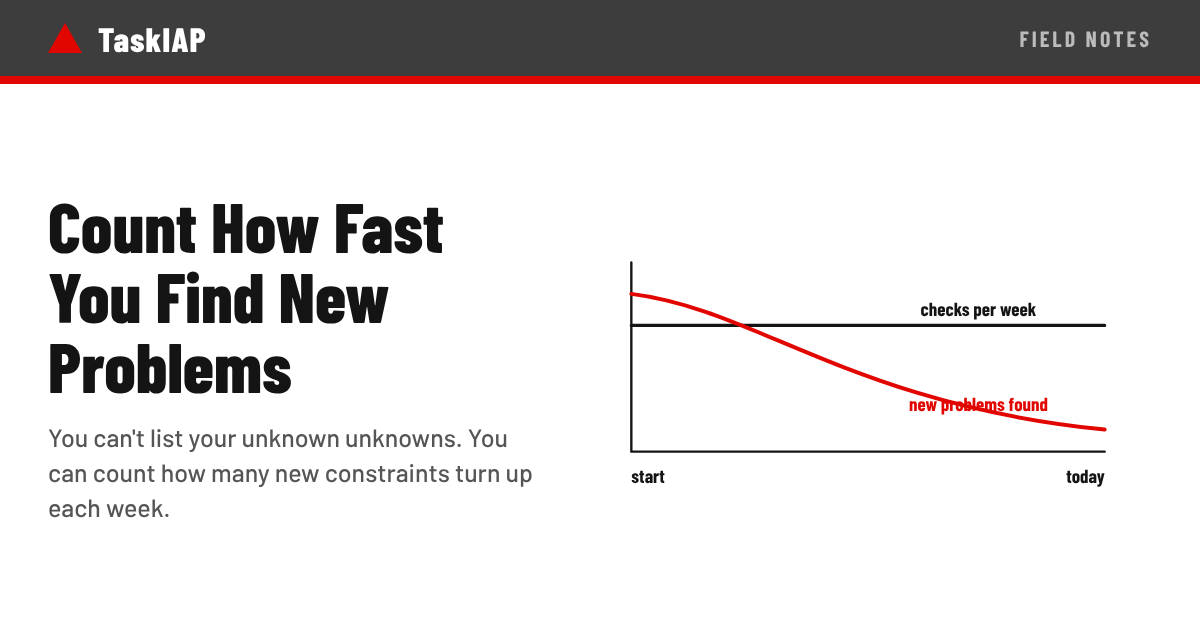 TaskIAP
FIELD NOTES
Count How Fast
You Find New
Problems
You can't list your unknown unknowns. You
can count how many new constraints turn up
each week.
checks per week
new problems found
start
today